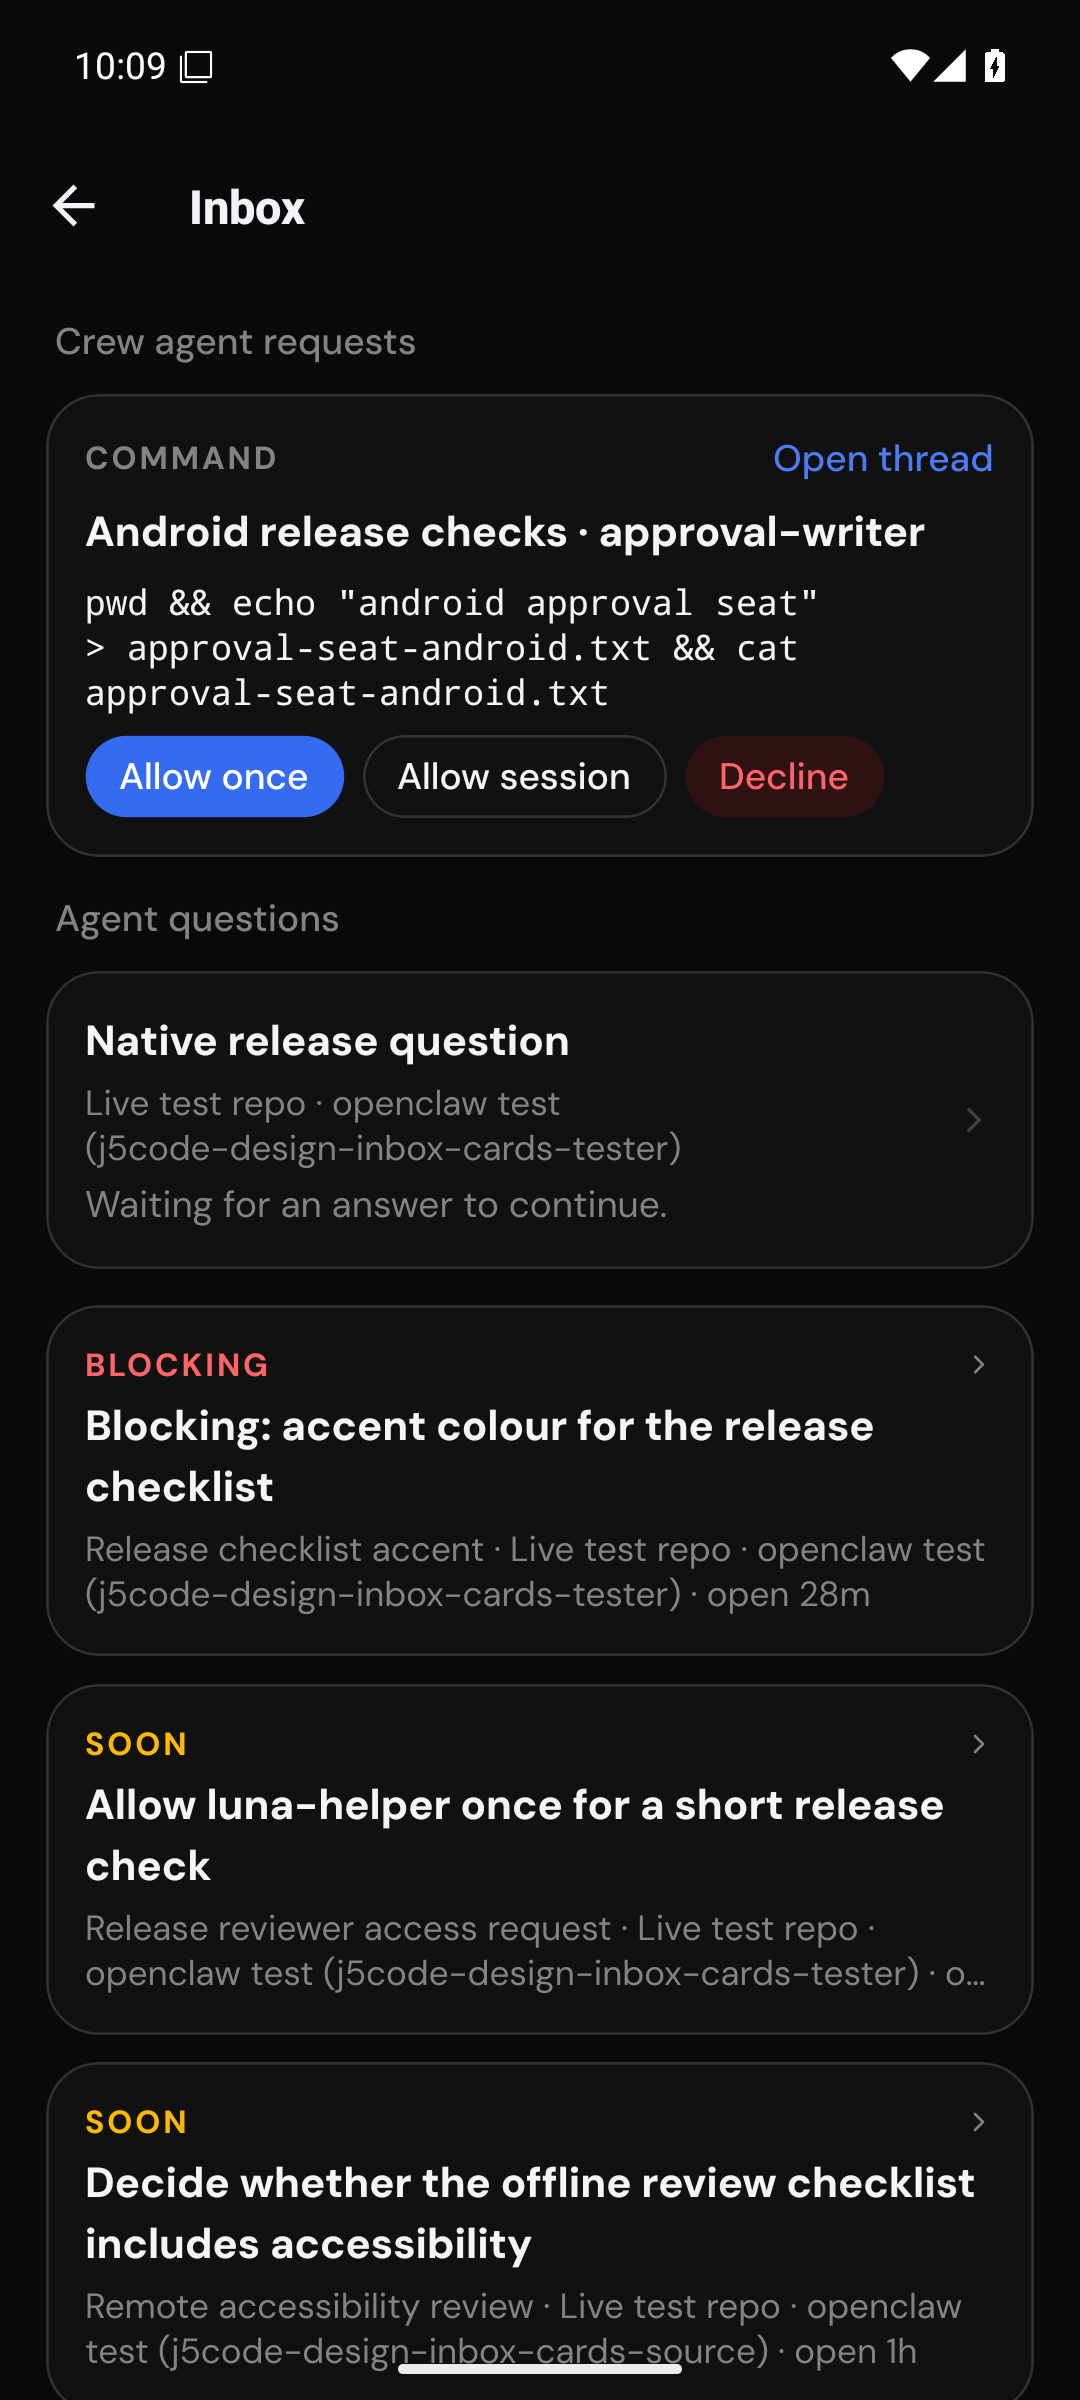 10:09
Inbox
Crew agent requests
COMMAND
Open thread
Android release checks · approval-writer
pwd && echo "android approval seat"
> approval-seat-android.txt && cat
approval-seat-android.txt
Allow once
Allow session
Decline
Agent questions
Native release question
Live test repo · openclaw test
(j5code-design-inbox-cards-tester)
Waiting for an answer to continue.
BLOCKING
Blocking: accent colour for the release
checklist
Release checklist accent · Live test repo · openclaw test
(j5code-design-inbox-cards-tester) · open 28m
SOON
Allow luna-helper once for a short release
check
Release reviewer access request · Live test repo ·
openclaw test (j5code-design-inbox-cards-tester) · o...
SOON
Decide whether the offline review checklist
includes accessibility
Remote accessibility review · Live test repo · openclaw
test (j5code-design-inbox-cards-source) · open 1h